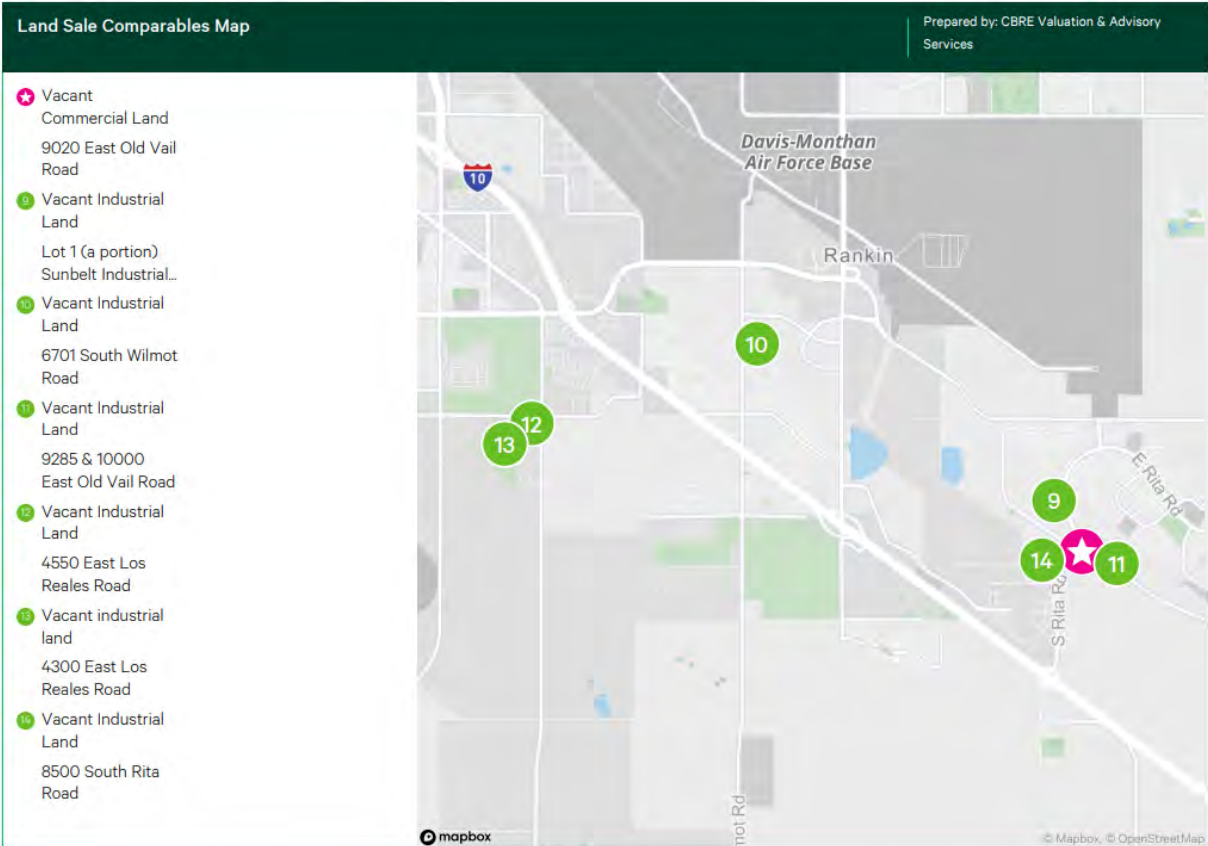 Land Sale Comparables Map
Prepared by: CBRE Valuation & Advisory
Services
Vacant
Commercial Land
9020 East Old Vail
Road
9
Vacant Industrial
Land
Lot 1 (a portion)
Sunbelt Industrial...
10
Vacant Industrial
Land
6701 South Wilmot
Road
11
Vacant Industrial
Land
9285 & 10000
East Old Vail Road
12
Vacant Industrial
Land
4550 East Los
Reales Road
13
Vacant industrial
land
4300 East Los
Reales Road
14
Vacant Industrial
Land
8500 South Rita
Road
Davis-Monthan
Air Force Base
10
Rankin
10
12
13
E Rita Rd
9
14
11
S Rita Rd
mot Rd
mapbox
© Mapbox, © OpenStreetMap